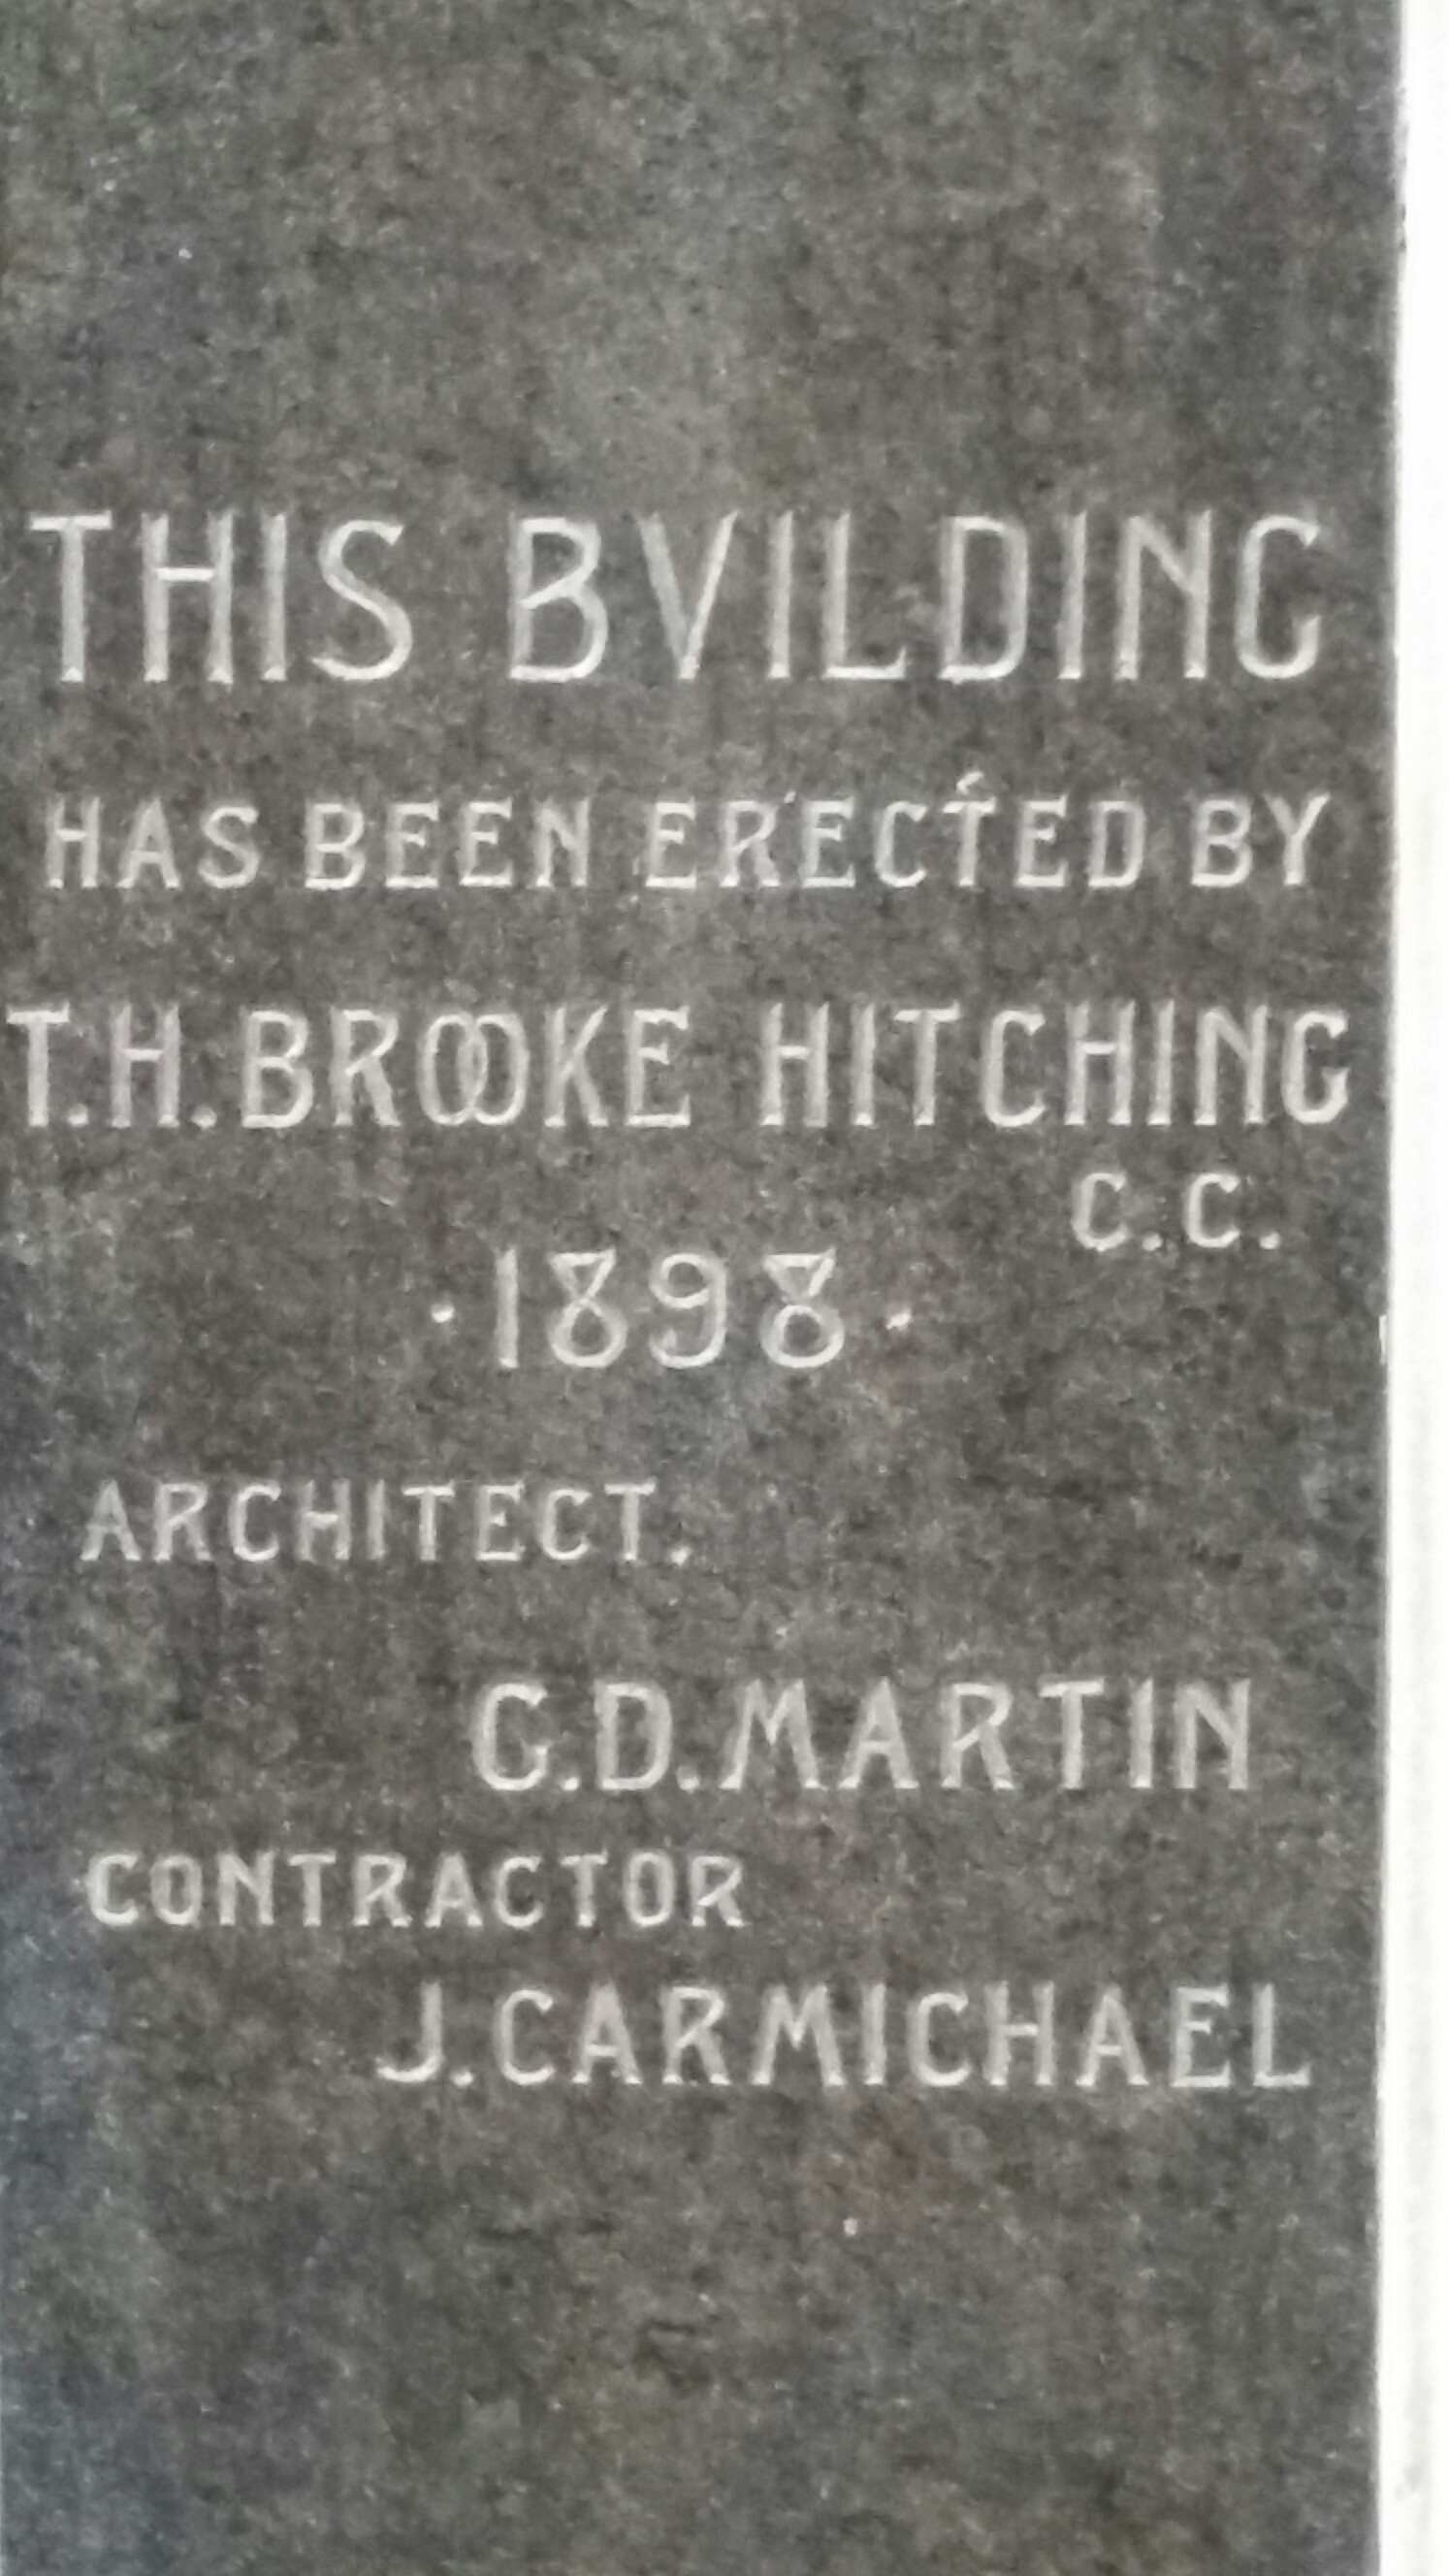 THIS BVILDING
HAS BEEN ERECTED BY
T.H.BROOKE HITCHING
C.C.
·1898·
ARCHITECT.
G.D.MARTIN
CONTRACTOR
J.CARMICHAEL